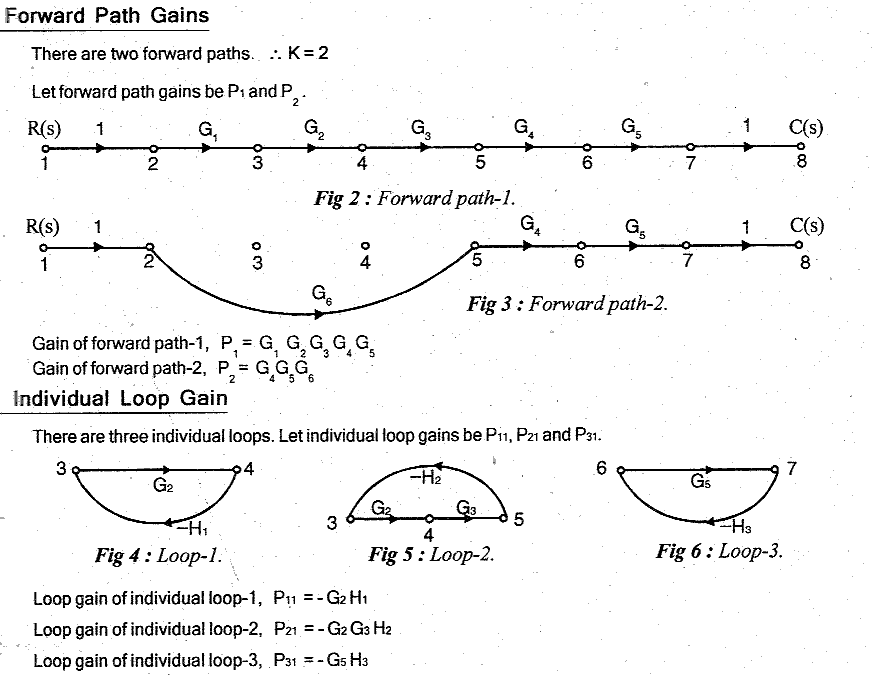 Forward Path Gains
There are two forward paths. ∴ K = 2
Let forward path gains be P₁ and P₂.
R(s) 1 G₁ G₂ G₃ G₄ G₅ 1 C(s)
1 2 3 4 5 6 7 8
Fig 2 : Forward path-1.
R(s) 1 G₄ G₅ 1 C(s)
1 2 3 4 5 6 7 8
G₆
Fig 3 : Forward path-2.
Gain of forward path-1, P₁ = G₁ G₂ G₃ G₄ G₅
Gain of forward path-2, P₂ = G₄ G₅ G₆
Individual Loop Gain
There are three individual loops. Let individual loop gains be P₁₁, P₂₁ and P₃₁.
3 4
G₂
–H₁
Fig 4 : Loop-1.
–H₂
G₂ G₃
3 4 5
Fig 5 : Loop-2.
6 7
G₅
–H₃
Fig 6 : Loop-3.
Loop gain of individual loop-1, P₁₁ = - G₂ H₁
Loop gain of individual loop-2, P₂₁ = - G₂ G₃ H₂
Loop gain of individual loop-3, P₃₁ = - G₅ H₃